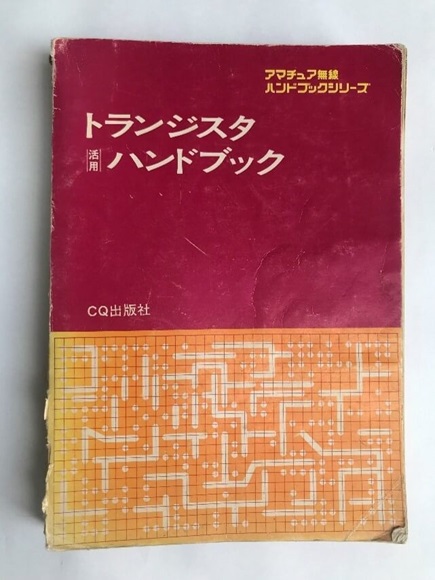 アマチュア無線
ハンドブックシリーズ
トランジスタ
活用 ハンドブック
CQ出版社